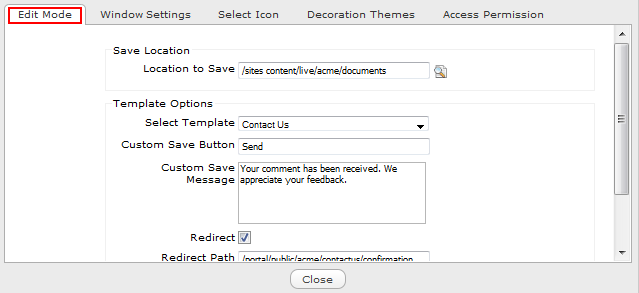 Edit Mode Window Settings Select Icon Decoration Themes Access Permission
Save Location
Location to Save /sites content/live/acme/documents
Template Options
Select Template Contact Us
Custom Save Button Send
Custom Save Message Your comment has been received. We
appreciate your feedback.
Redirect
Redirect Path /portal/public/acme/contactus/confirmation
Close